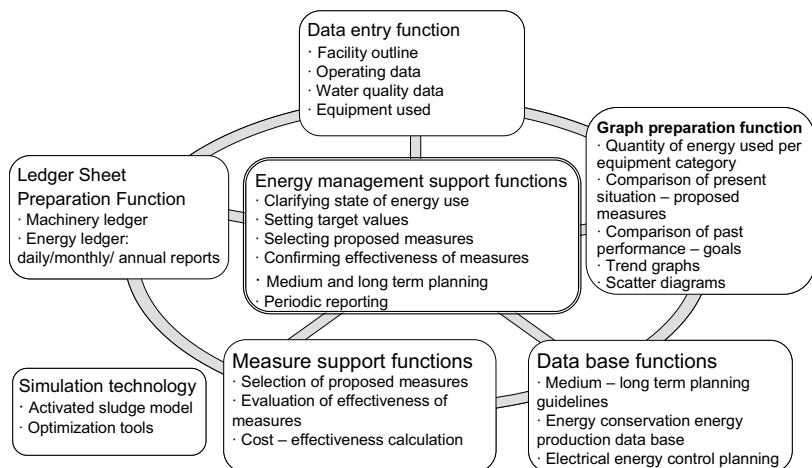 Data entry function
· Facility outline
· Operating data
· Water quality data
· Equipment used
Ledger Sheet
Preparation Function
· Machinery ledger
· Energy ledger:
daily/monthly/ annual reports
Energy management support functions
· Clarifying state of energy use
· Setting target values
· Selecting proposed measures
· Confirming effectiveness of measures
· Medium and long term planning
· Periodic reporting
Graph preparation function
· Quantity of energy used per
equipment category
· Comparison of present
situation – proposed
measures
· Comparison of past
performance – goals
· Trend graphs
· Scatter diagrams
Simulation technology
· Activated sludge model
· Optimization tools
Measure support functions
· Selection of proposed measures
· Evaluation of effectiveness of
measures
· Cost – effectiveness calculation
Data base functions
· Medium – long term planning
guidelines
· Energy conservation energy
production data base
· Electrical energy control planning